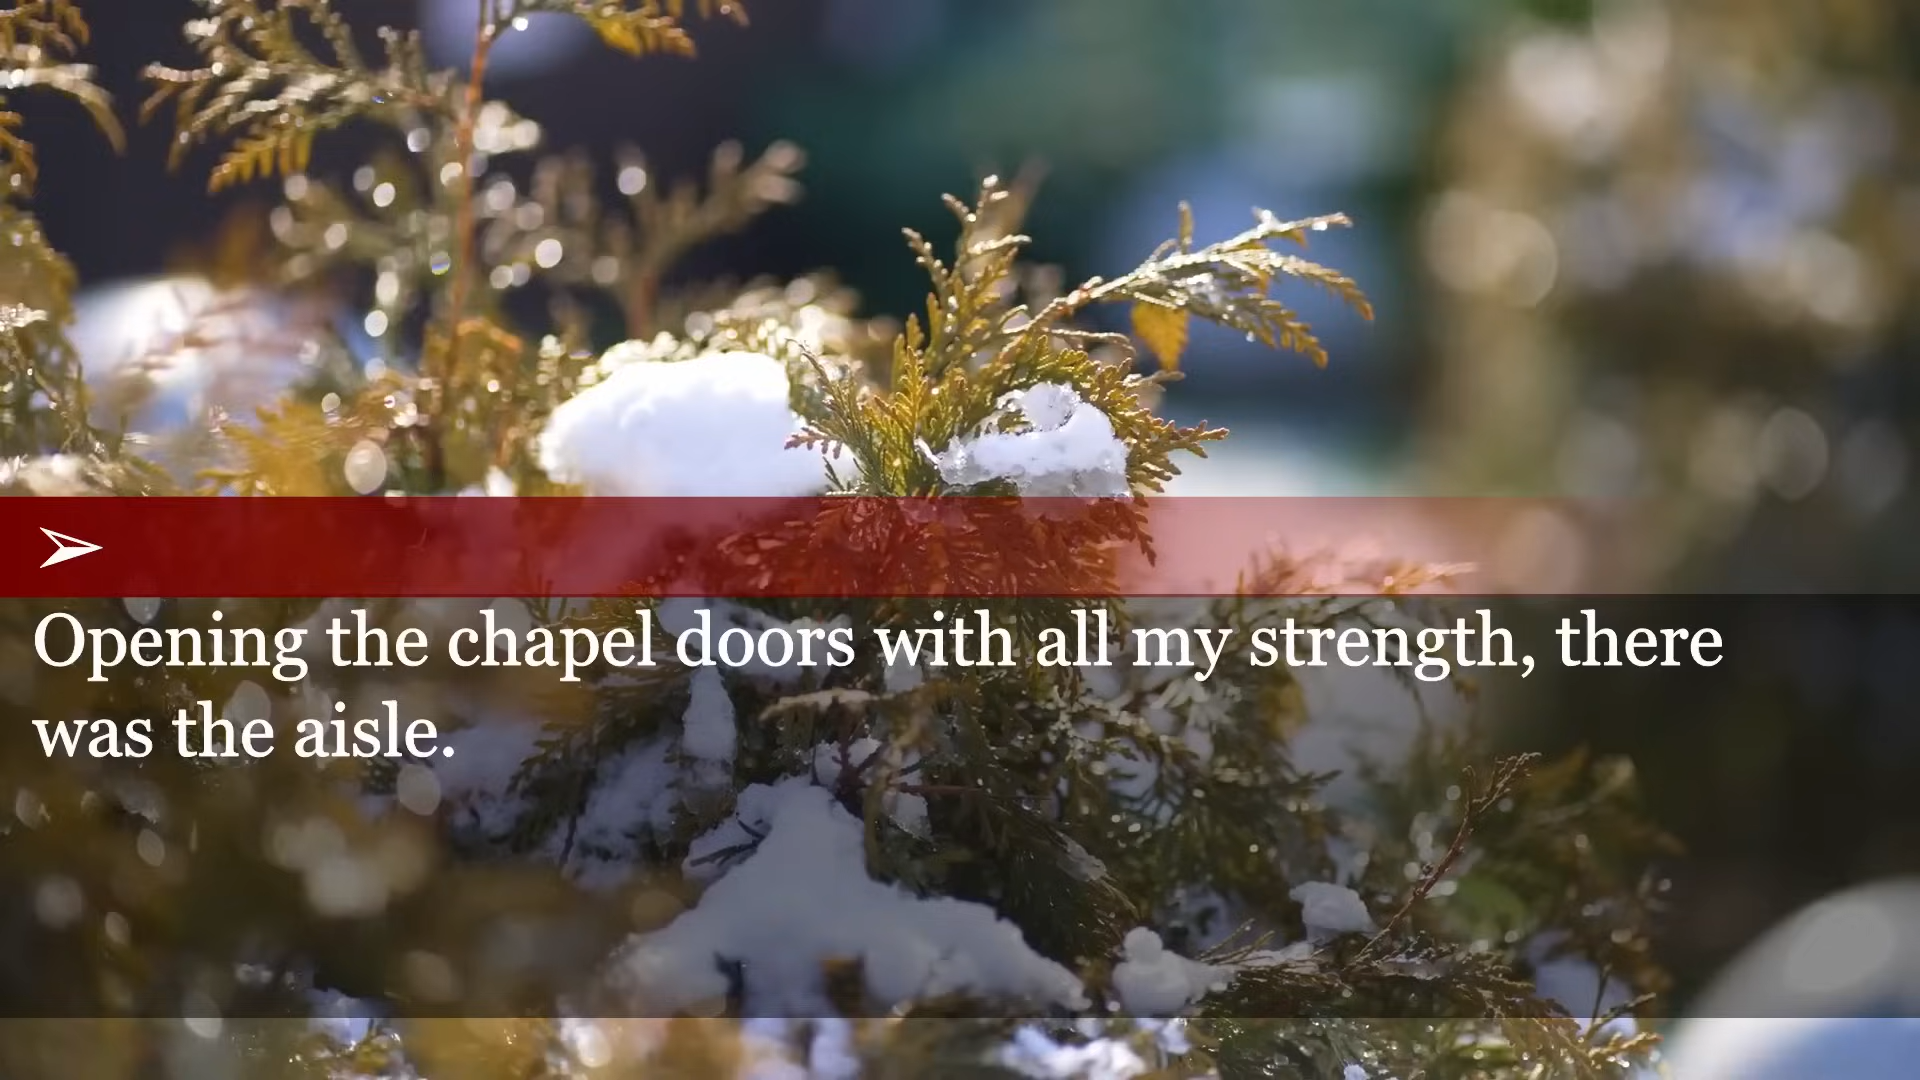 Opening the chapel doors with all my strength, there
was the aisle.